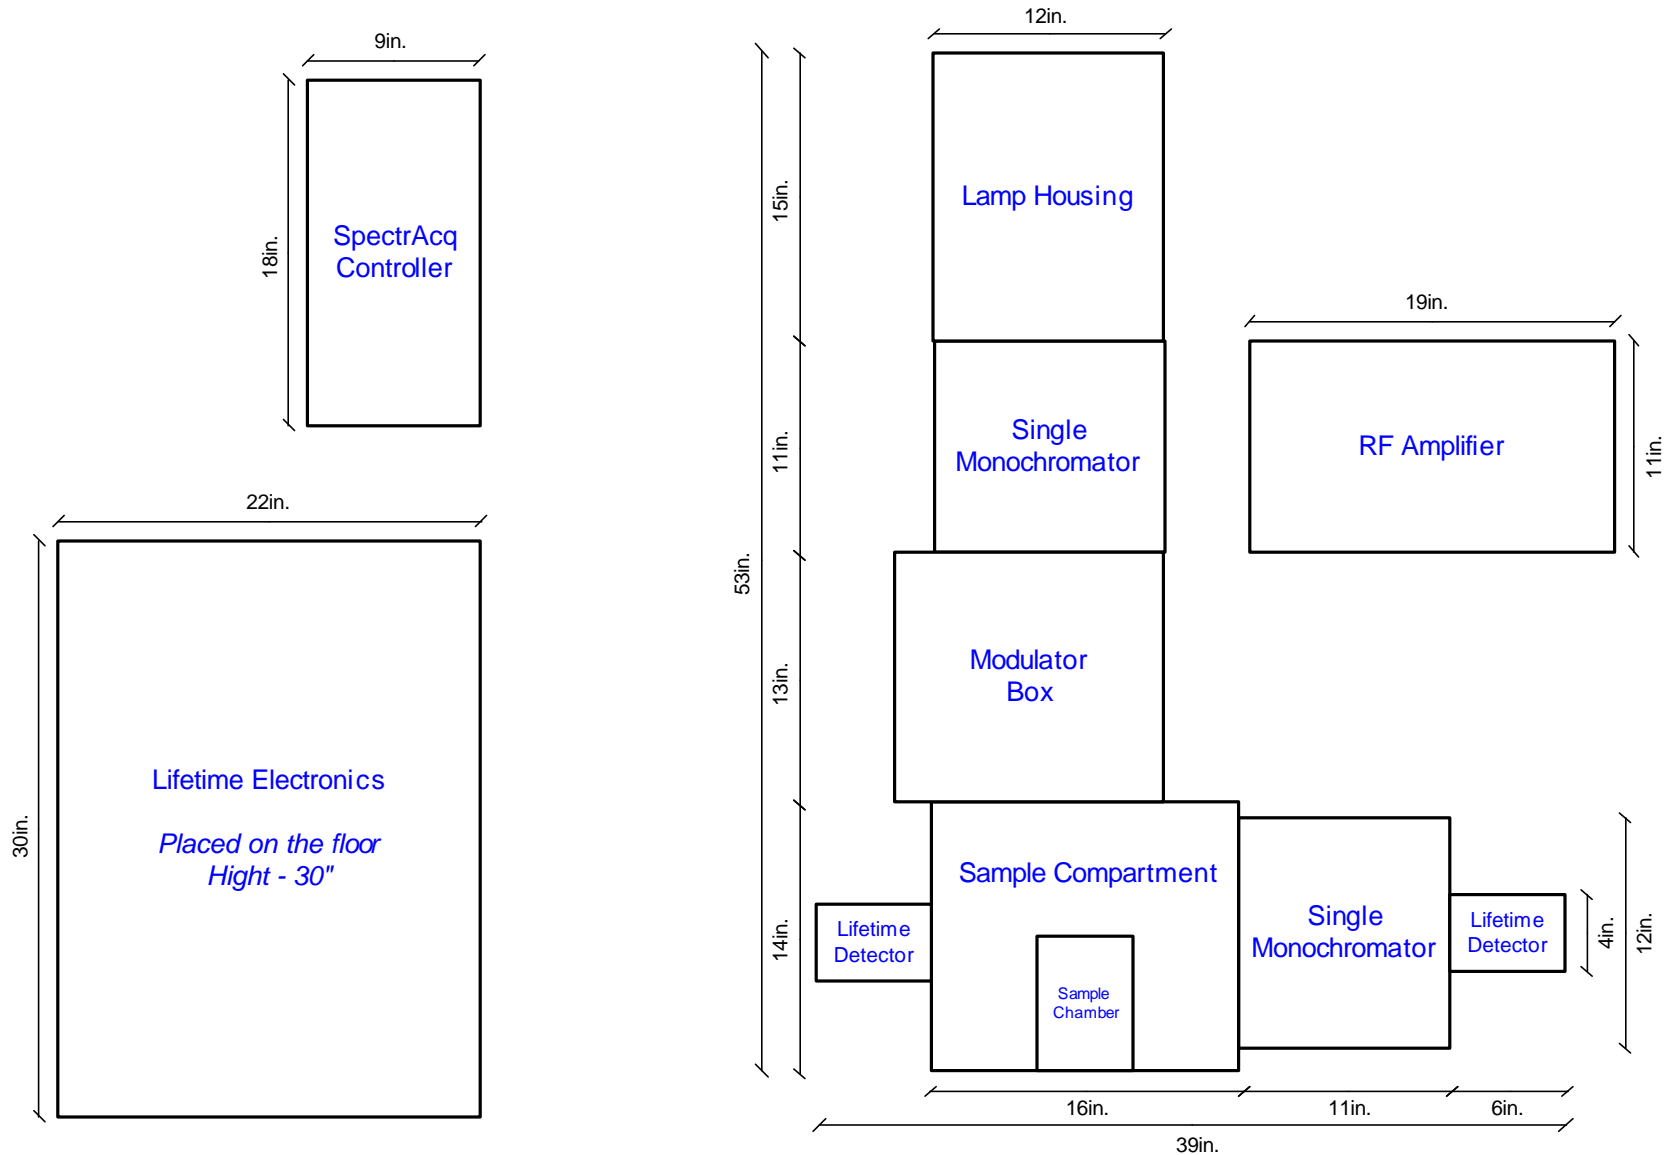 12in.
9in.
15in.
Lamp Housing
SpectrAcq
Controller
18in.
19in.
Single
Monochromator
11in.
RF Amplifier
11in.
22in.
53in.
Modulator
Box
13in.
Lifetime Electronics
Placed on the floor
Hight - 30"
30in.
Sample Compartment
14in.
Lifetime
Detector
Single
Monochromator
Lifetime
Detector
4in.
12in.
Sample
Chamber
16in.
11in.
6in.
39in.